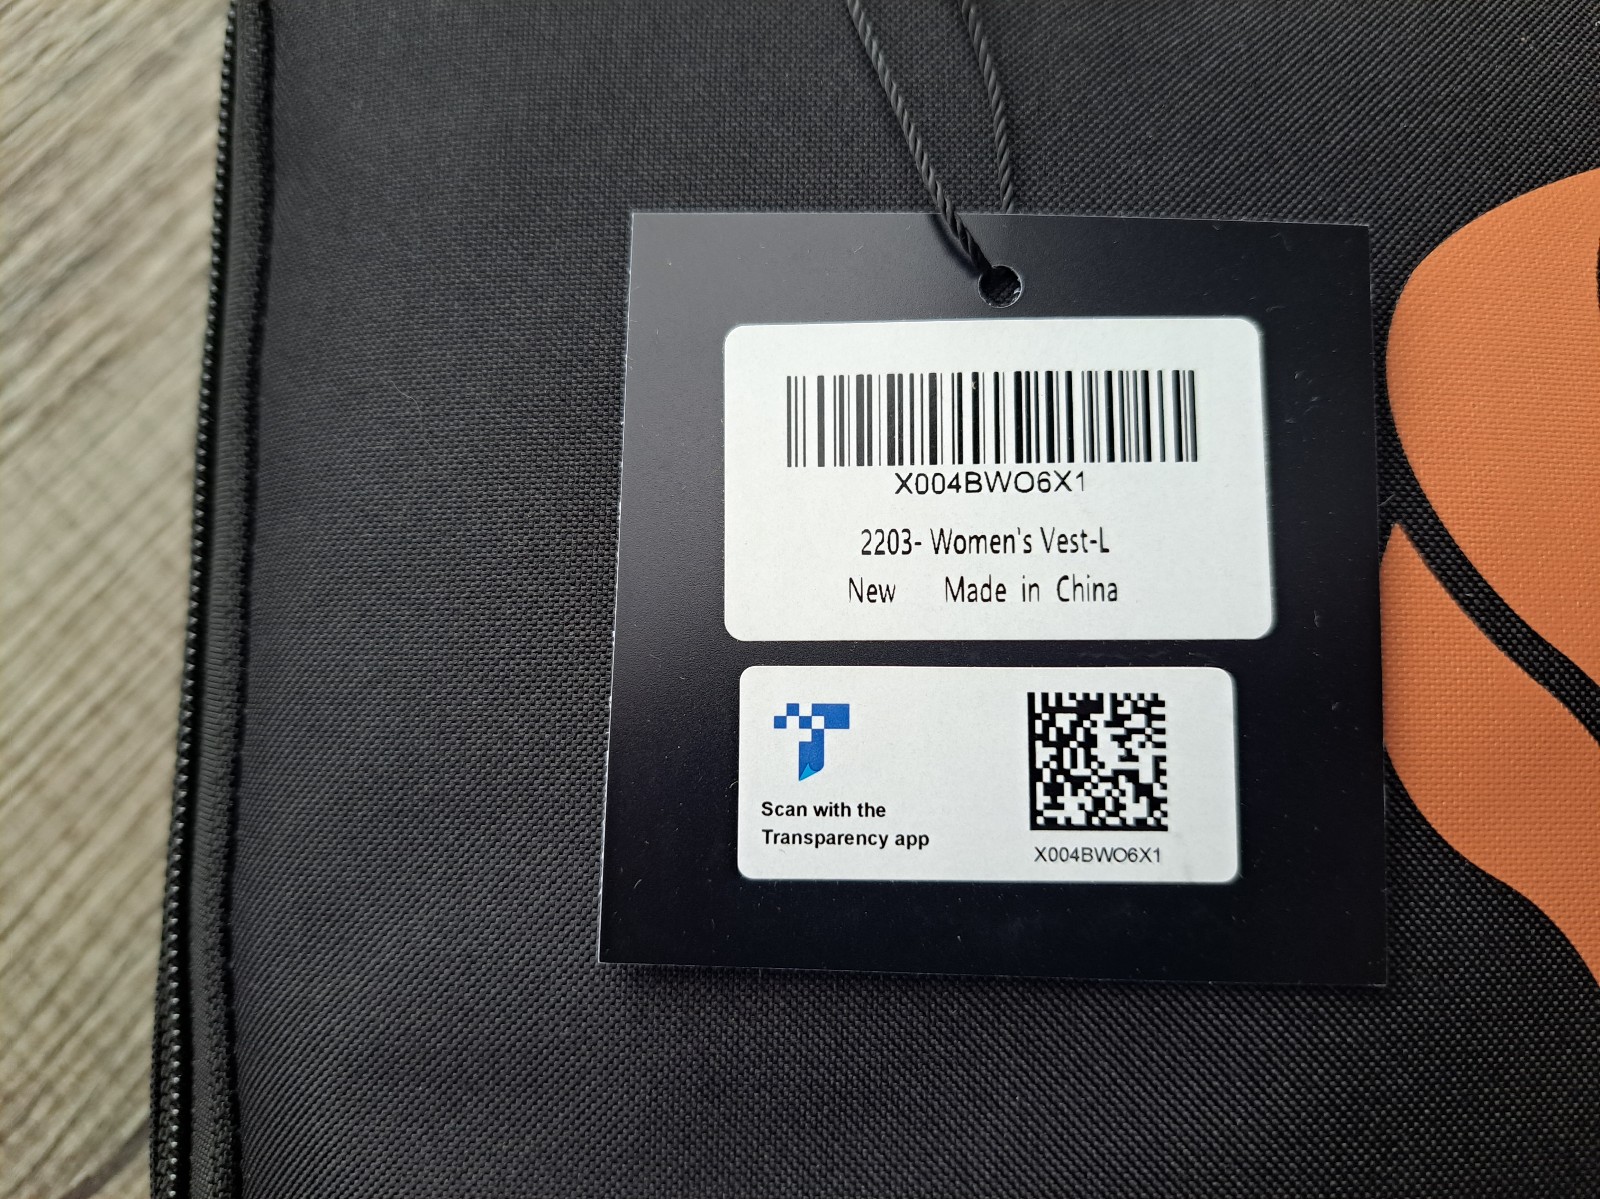 X004BWO6X1
2203- Women's Vest-L
New Made in China
Scan with the
Transparency app
X004BWO6X1